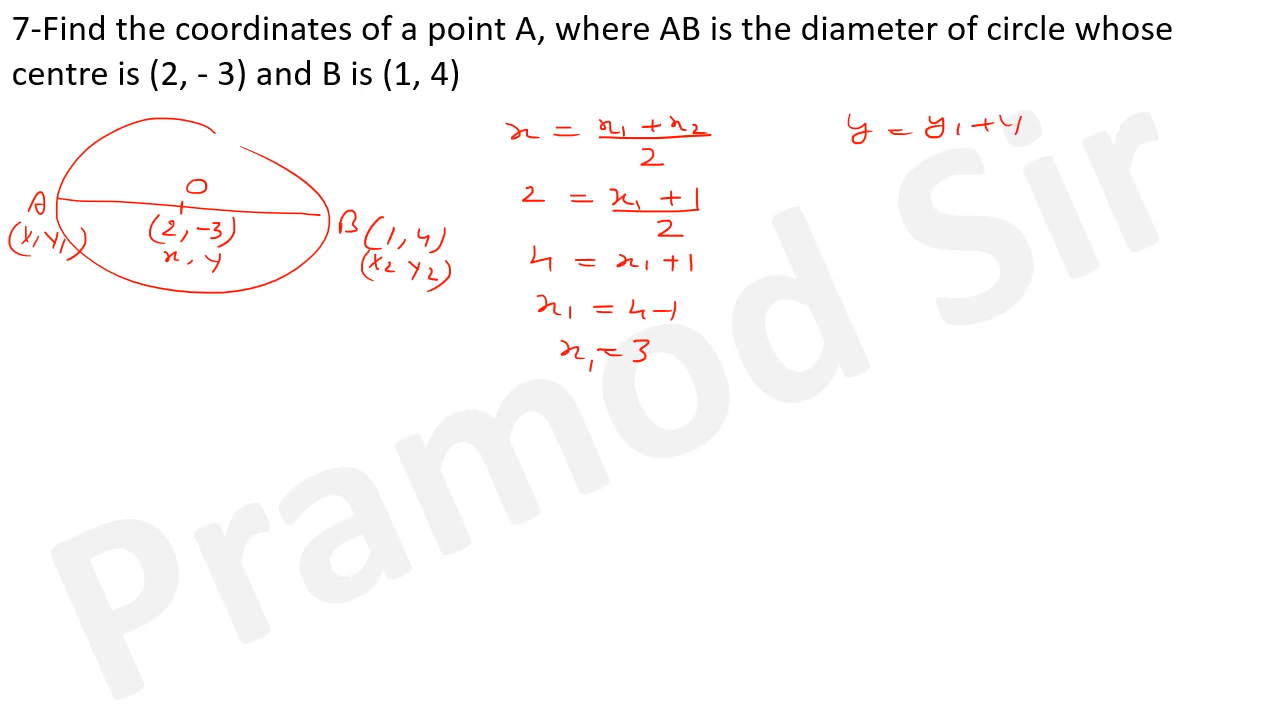 7-Find the coordinates of a point A, where AB is the diameter of circle whose
centre is (2, - 3) and B is (1, 4)
A
(x, y1)
O
(2, -3)
x, y
B (1, 4)
(x2 y2)
x = x1 + x2 / 2
2 = x1 + 1 / 2
4 = x1 + 1
x1 = 4 - 1
x1 = 3
y = y1 + y
Pramod Sir